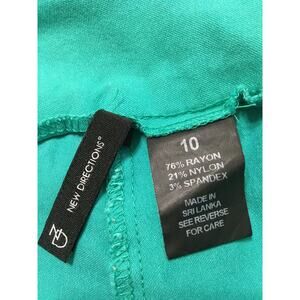 NEW DIRECTIONS®
ND
10
76% RAYON
21% NYLON
3% SPANDEX
MADE IN
SRI LANKA
SEE REVERSE
FOR CARE